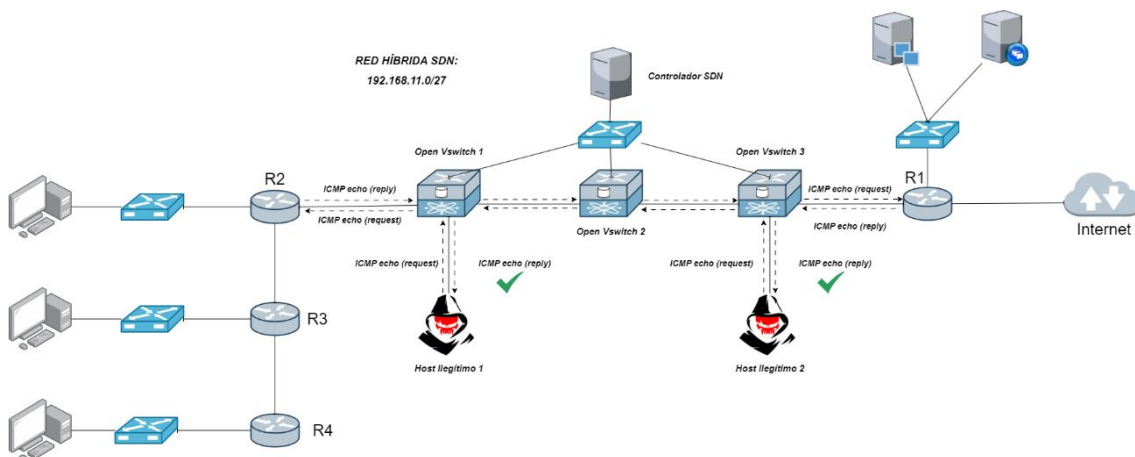 RED HÍBRIDA SDN:
192.168.11.0/27
Controlador SDN
Open Vswitch 1
Open Vswitch 3
R2
ICMP echo (reply)
ICMP echo (request)
R1
ICMP echo (request)
ICMP echo (reply)
Open Vswitch 2
Internet
ICMP echo (request)
ICMP echo (reply)
ICMP echo (request)
ICMP echo (reply)
R3
Host Ilegítimo 1
Host Ilegítimo 2
R4